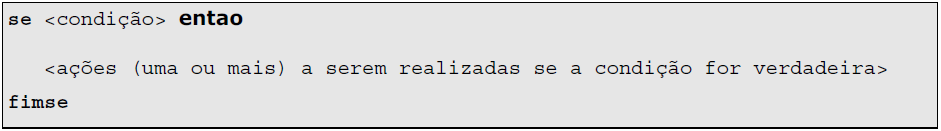 se <condição> entao
<ações (uma ou mais) a serem realizadas se a condição for verdadeira>
fimse